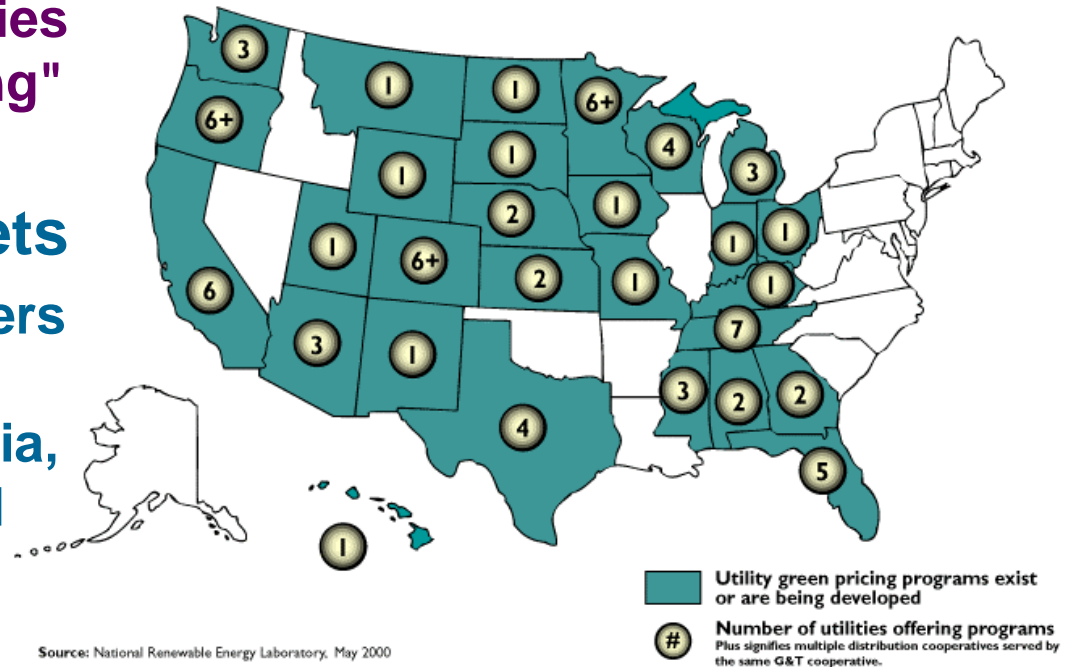 ies
ng"
ets
ers
ia,
3
1
1
6+
6+
1
4
1
3
2
1
1
6+
1
1
6
2
1
1
3
1
7
4
3
2
2
5
1
Utility green pricing programs exist
or are being developed
#
Number of utilities offering programs
Plus signifies multiple distribution cooperatives served by
the same G&T cooperative.
Source: National Renewable Energy Laboratory, May 2000